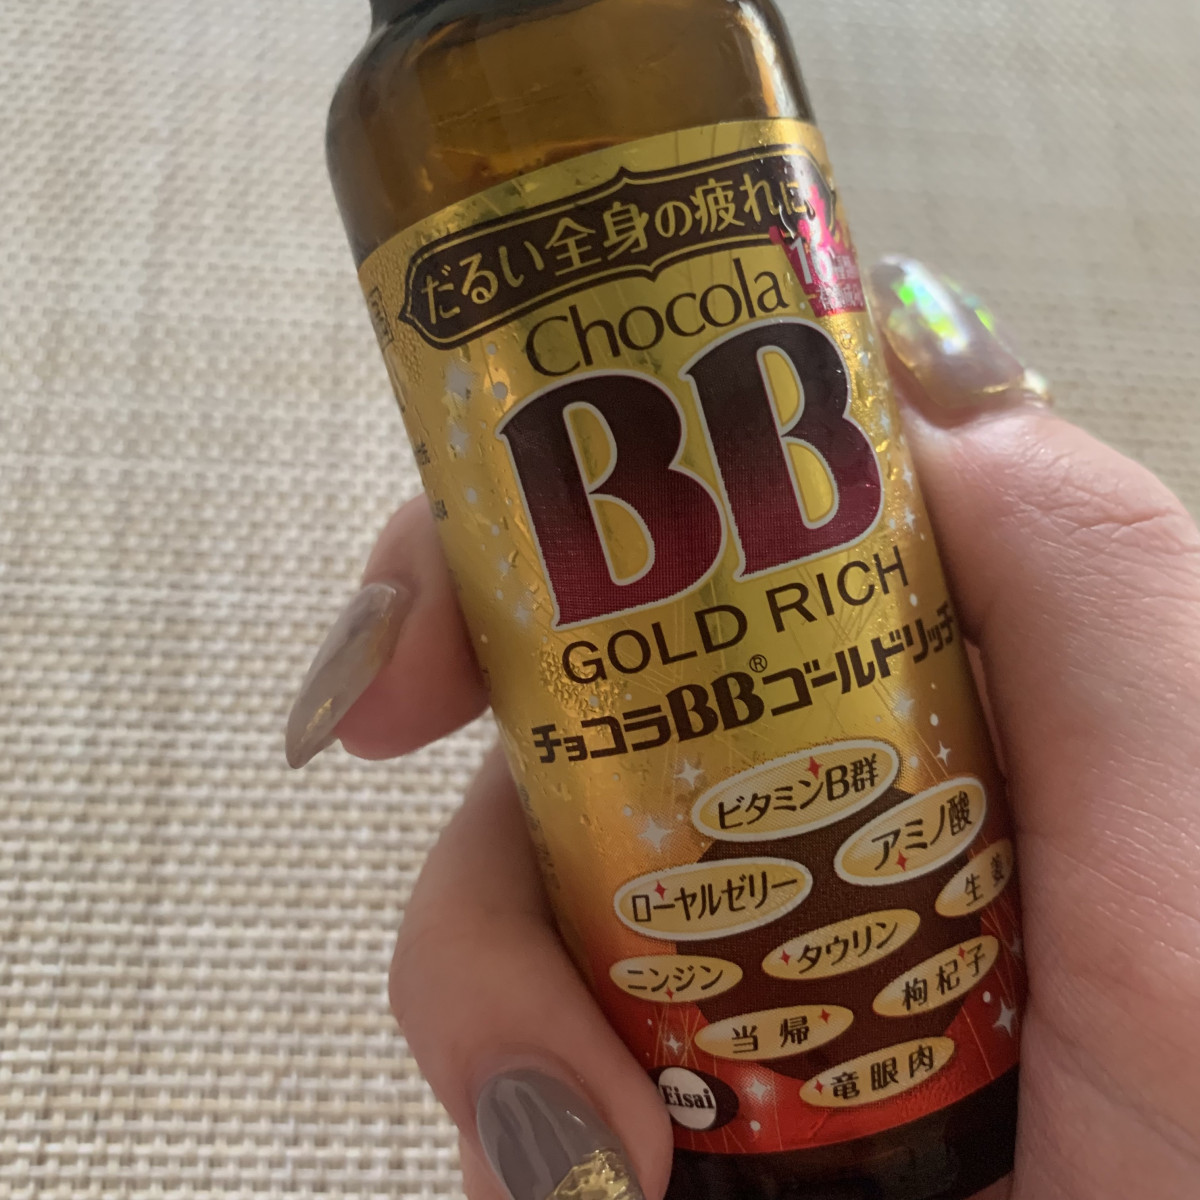 だるい全身の疲れに
16
Chocola
BB
GOLD RICH
チョコラBB®ゴールドリッチ
ビタミンB群
アミノ酸
ローヤルゼリー
生姜
タウリン
ニンジン
枸杞子
当帰
竜眼肉
Eisai